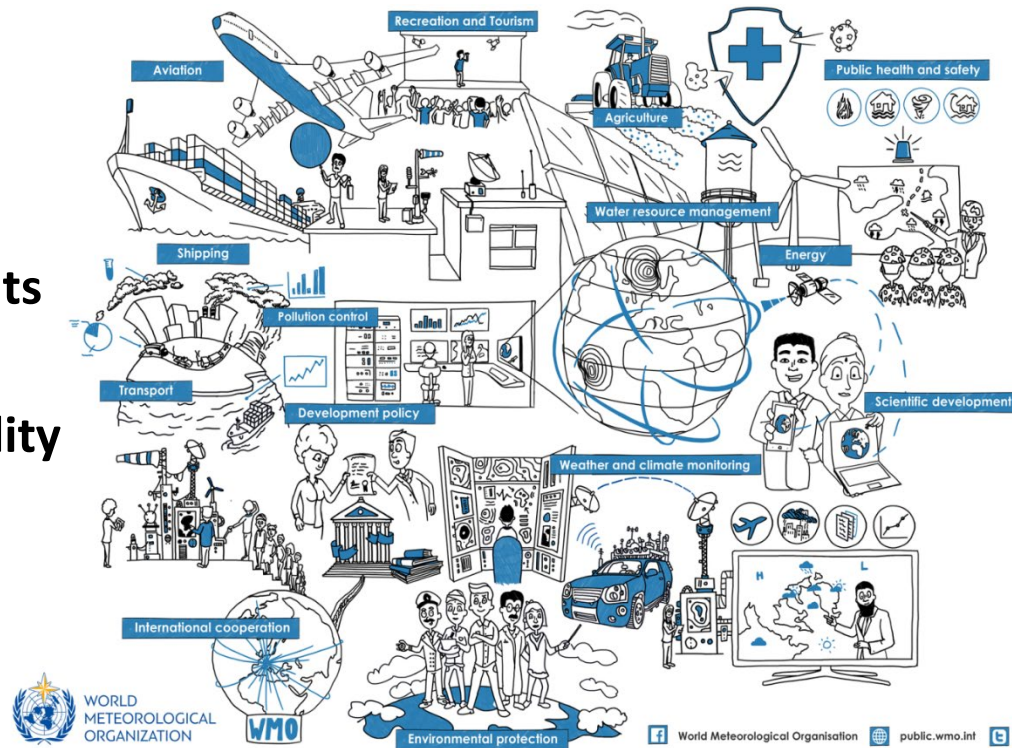 Recreation and Tourism
Aviation
Public health and safety
Agriculture
Water resource management
Shipping
Energy
ts
Pollution control
Transport
Scientific development
Development policy
lity
Weather and climate monitoring
H
L
International cooperation
WORLD
METEOROLOGICAL
ORGANIZATION
WMO
Environmental protection
World Meteorological Organisation
public.wmo.int